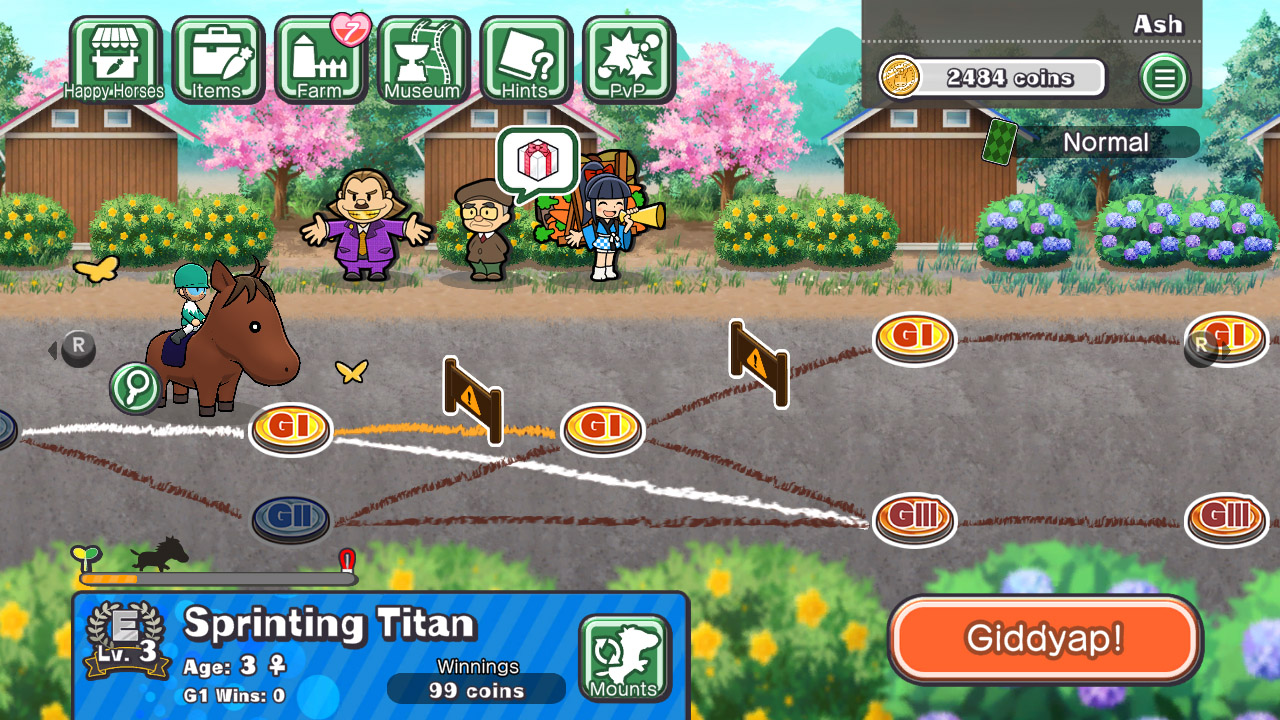 Ash
7
Happy Horses
Items
Farm
Museum
Hints
PvP
2484 coins
Normal
R
GI
GI
GI
GI
R
GII
GIII
GIII
E
Lv. 3
Sprinting Titan
Age: 3 ♀
G1 Wins: 0
Winnings
99 coins
Mounts
Giddyap!